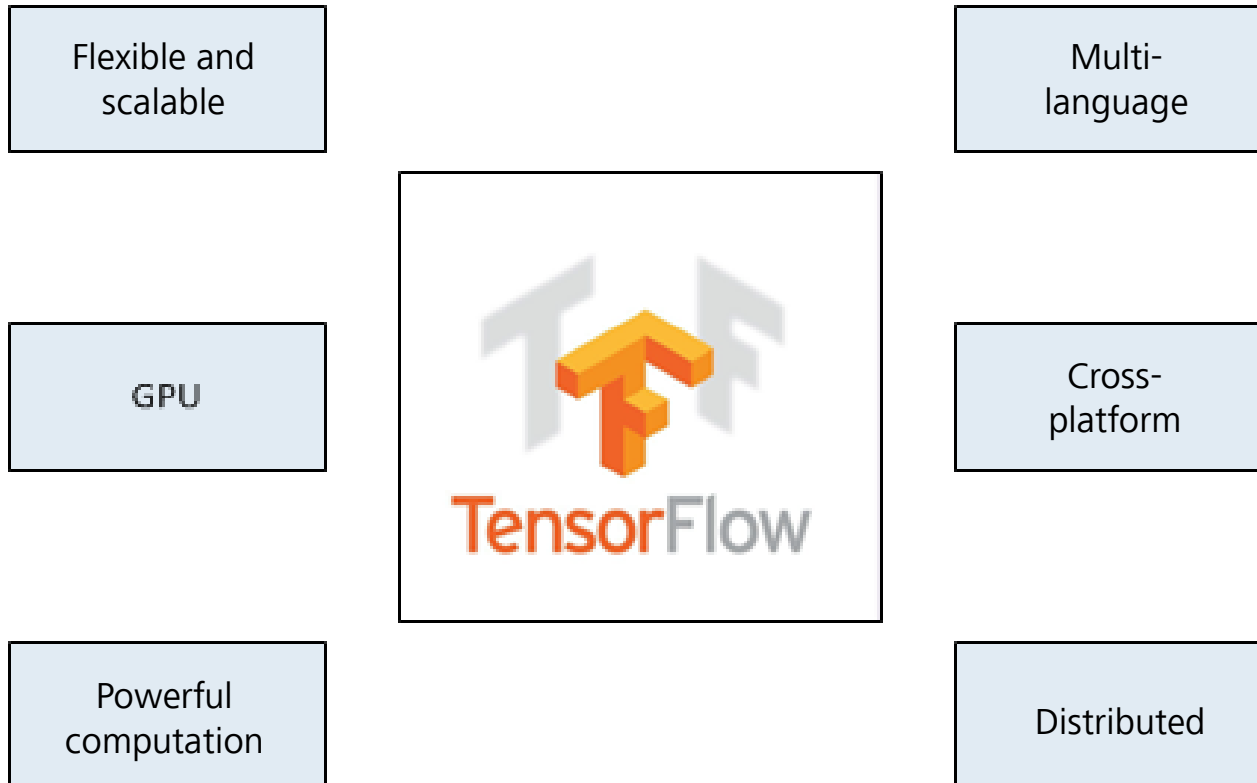 Flexible and
scalable
Multi-
language
GPU
TensorFlow
Cross-
platform
Powerful
computation
Distributed